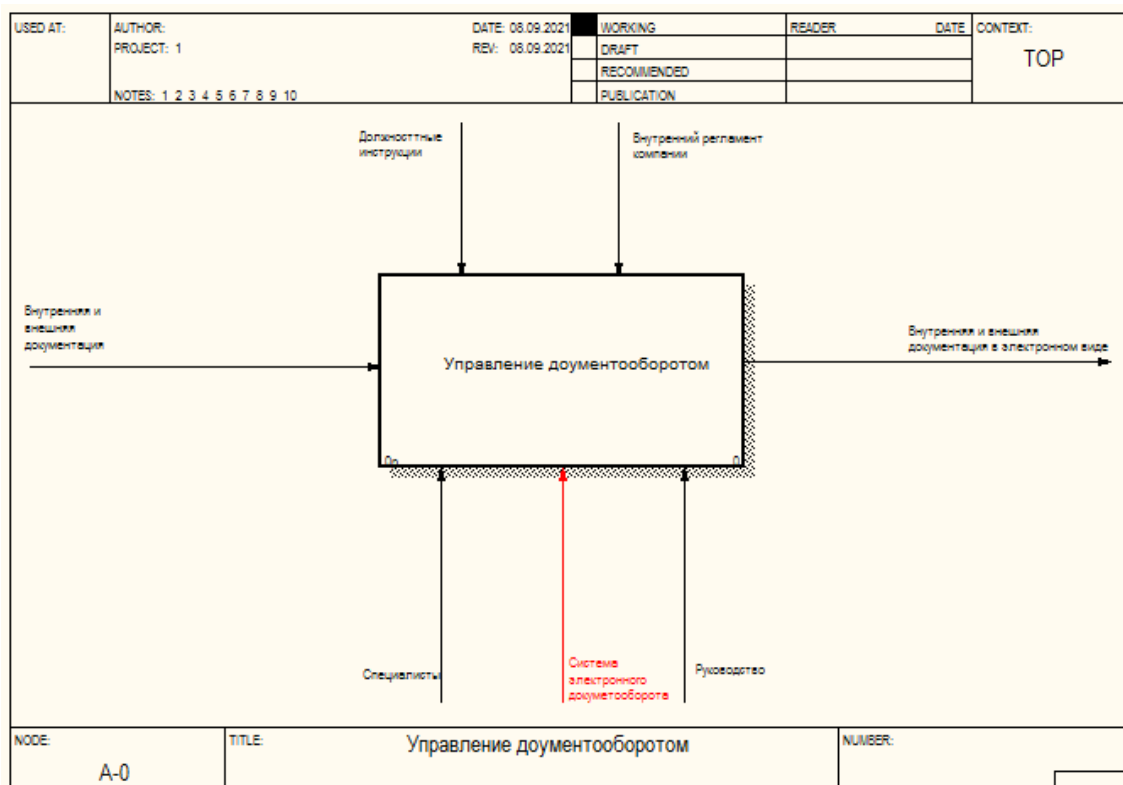 USED AT:
AUTHOR:
DATE: 08.09.2021
WORKING
READER
DATE
CONTEXT:
PROJECT: 1
REV: 08.09.2021
DRAFT
TOP
RECOMMENDED
NOTES: 1 2 3 4 5 6 7 8 9 10
PUBLICATION
Должносттные
инструкции
Внутренний регламент
компании
Внутренняя и
внешняя
документация
Внутренняя и внешняя
документация в электронном виде
Управление доументооборотом
0р.
0
Специалисты
Система
электронного
докуметооборота
Руководство
NODE:
TITLE:
Управление доументооборотом
NUMBER:
A-0